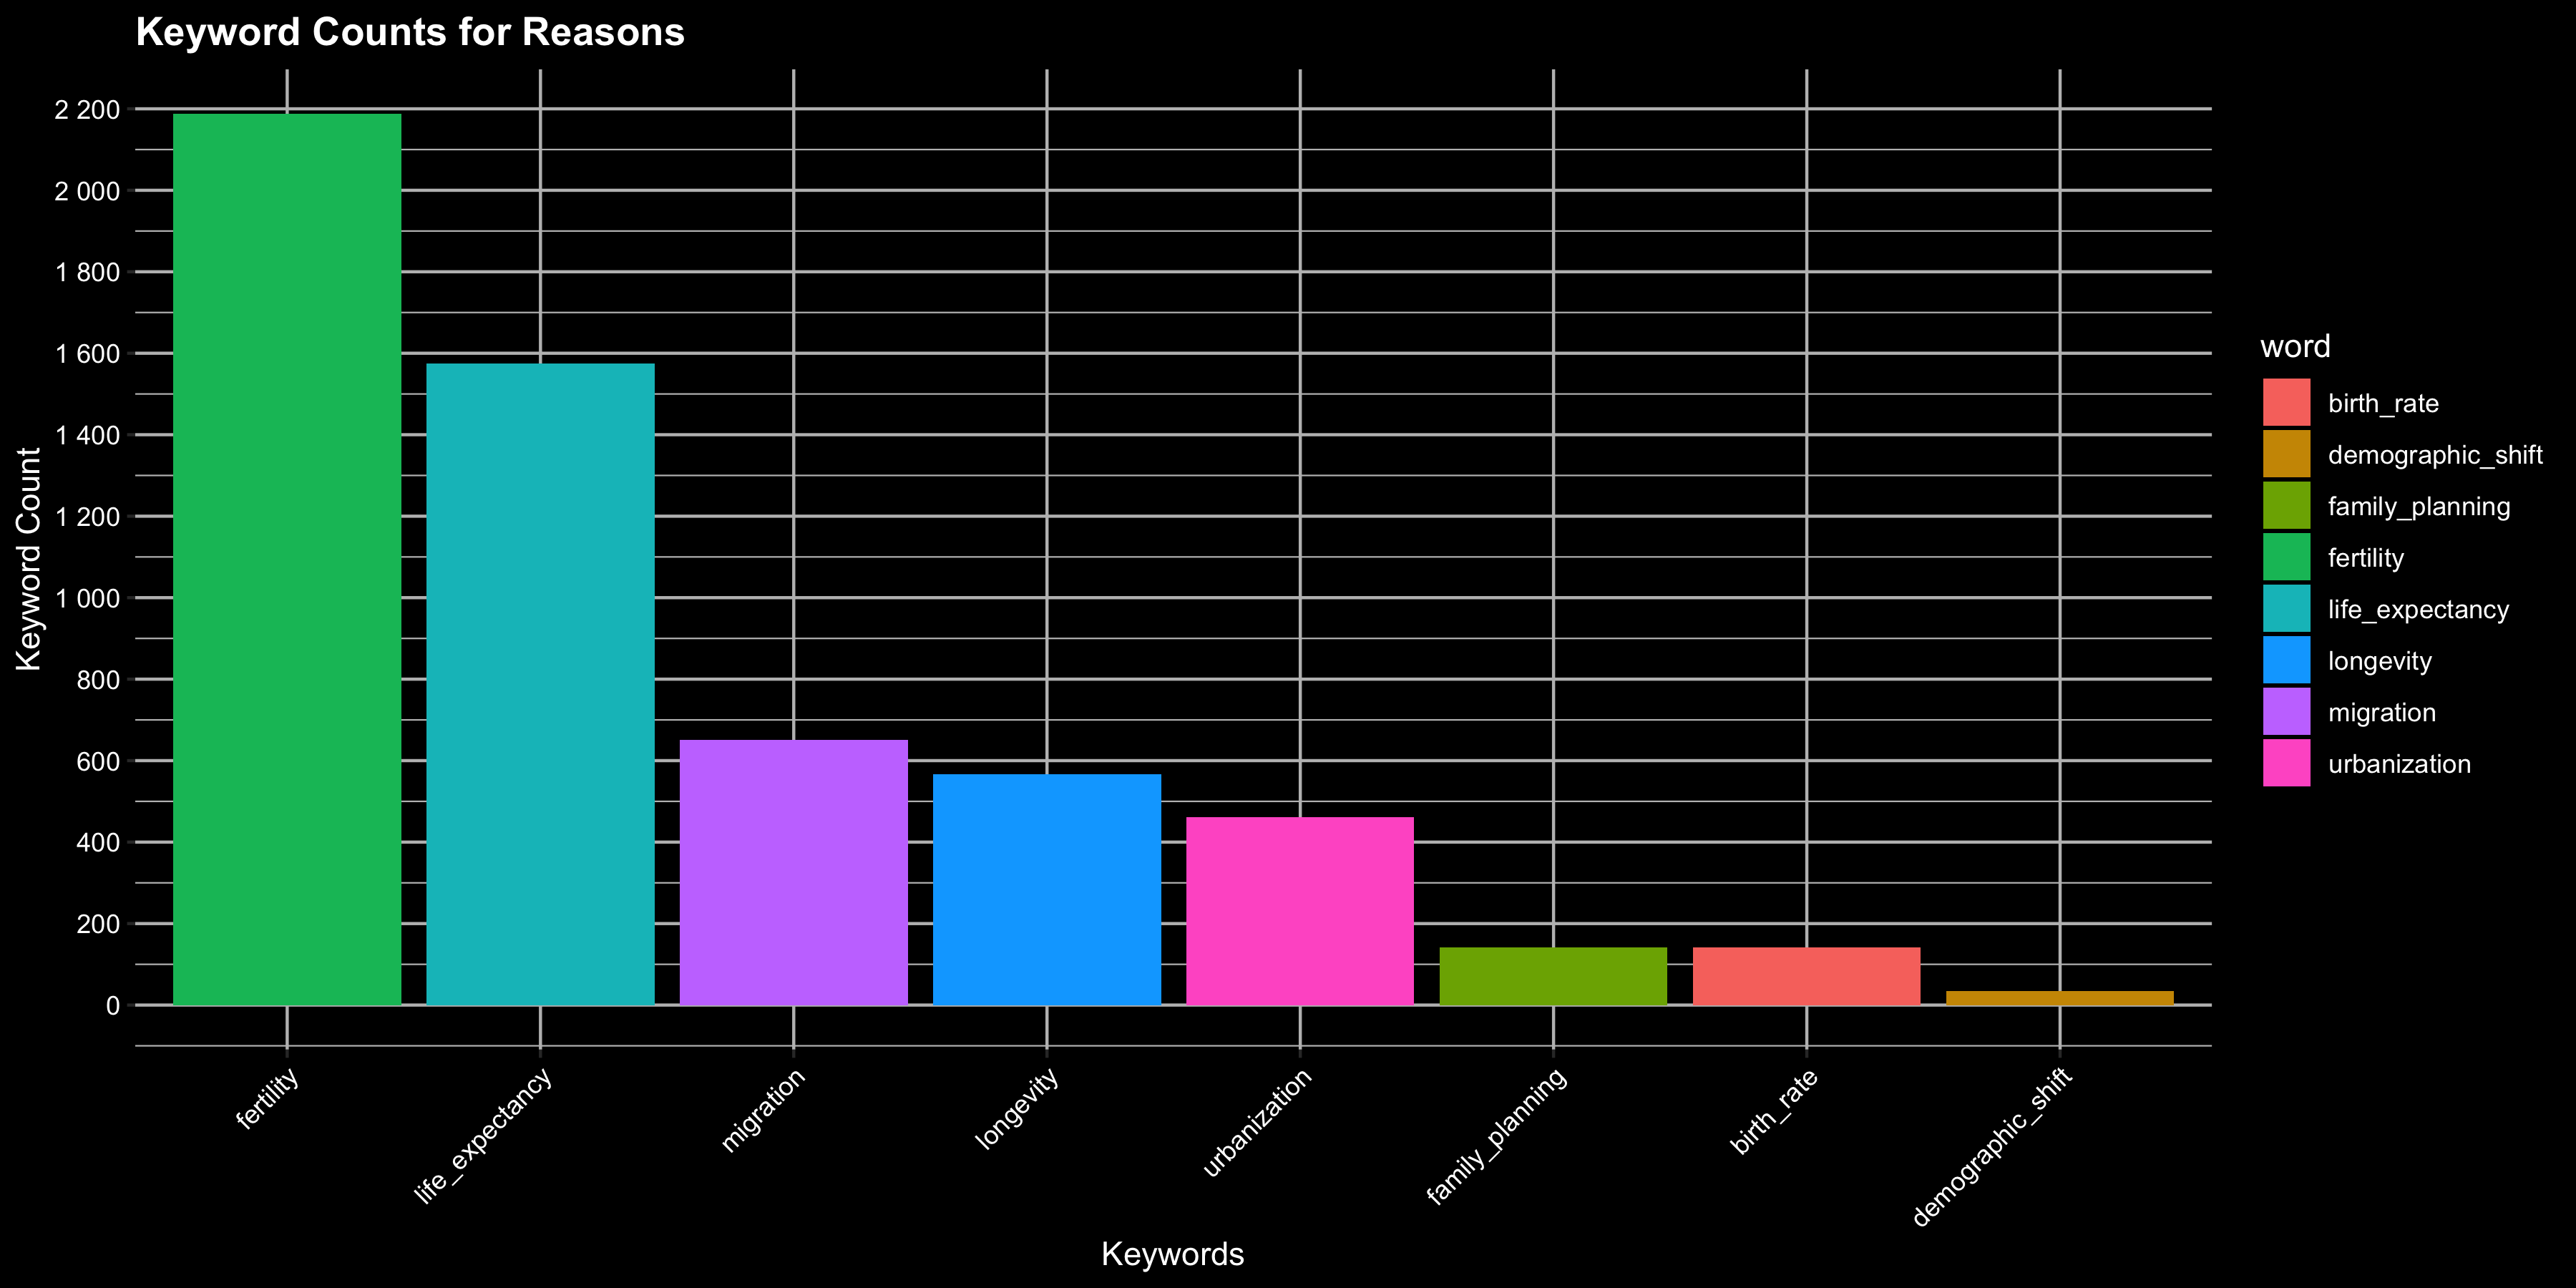 Keyword Counts for Reasons
Keyword Count
2 200
2 000
1 800
1 600
1 400
1 200
1 000
800
600
400
200
0
fertility
life_expectancy
migration
longevity
urbanization
family_planning
birth_rate
demographic_shift
Keywords
word
birth_rate
demographic_shift
family_planning
fertility
life_expectancy
longevity
migration
urbanization